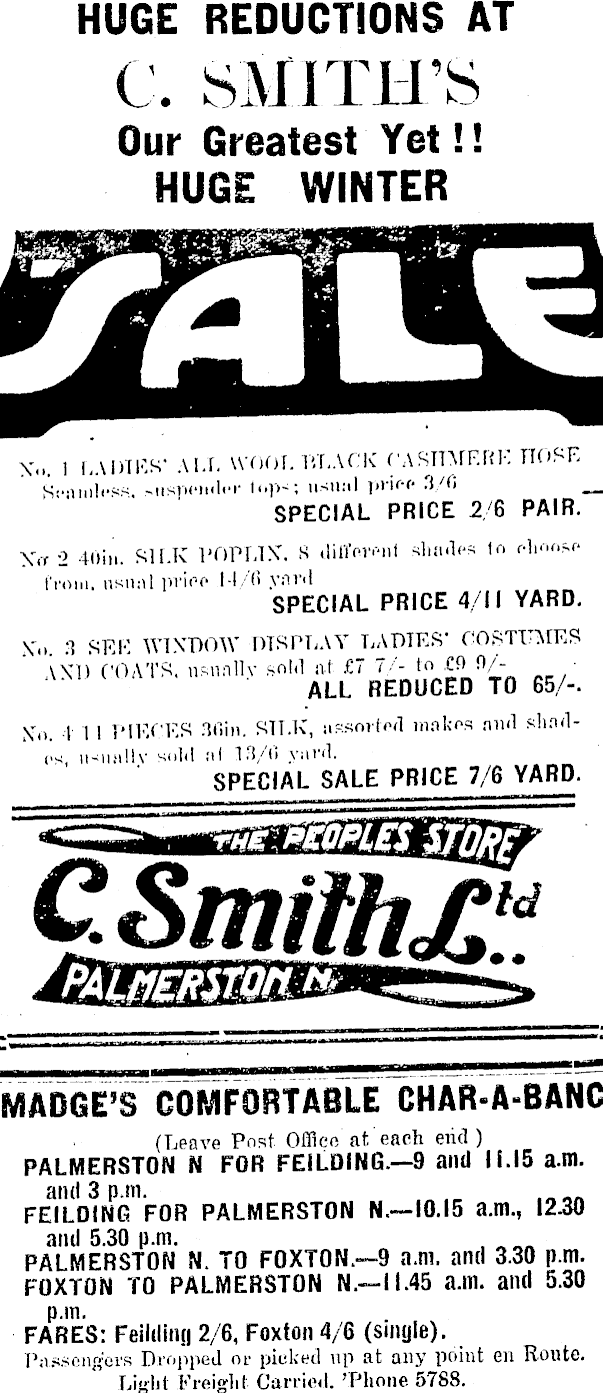 HUGE REDUCTIONS AT
C. SMITH'S
Our Greatest Yet!!
HUGE WINTER
SALE
No. 1 LADIES' ALL WOOL BLACK CASHMERE HOSE
Seamless, suspender tops; usual price 3/6
SPECIAL PRICE 2/6 PAIR.
No 2 40in. SILK POPLIN, 8 different shades to choose
from, usual price 14/6 yard
SPECIAL PRICE 4/11 YARD.
No. 3 SEE WINDOW DISPLAY LADIES' COSTUMES
AND COATS, usually sold at £7 7/- to £9 9/-
ALL REDUCED TO 65/-.
No. 4 11 PIECES 36in. SILK, assorted makes and shad-
es, usually sold at 13/6 yard.
SPECIAL SALE PRICE 7/6 YARD.
THE PEOPLES STORE
C. Smith Ltd..
PALMERSTON N.
MADGE'S COMFORTABLE CHAR-A-BANC
(Leave Post Office at each end)
PALMERSTON N FOR FEILDING.—9 and 11.15 a.m.
and 3 p.m.
FEILDING FOR PALMERSTON N.—10.15 a.m., 12.30
and 5.30 p.m.
PALMERSTON N. TO FOXTON.—9 a.m. and 3.30 p.m.
FOXTON TO PALMERSTON N.—11.45 a.m. and 5.30
p.m.
FARES: Feilding 2/6, Foxton 4/6 (single).
Passengers Dropped or picked up at any point en Route.
Light Freight Carried. 'Phone 5788.